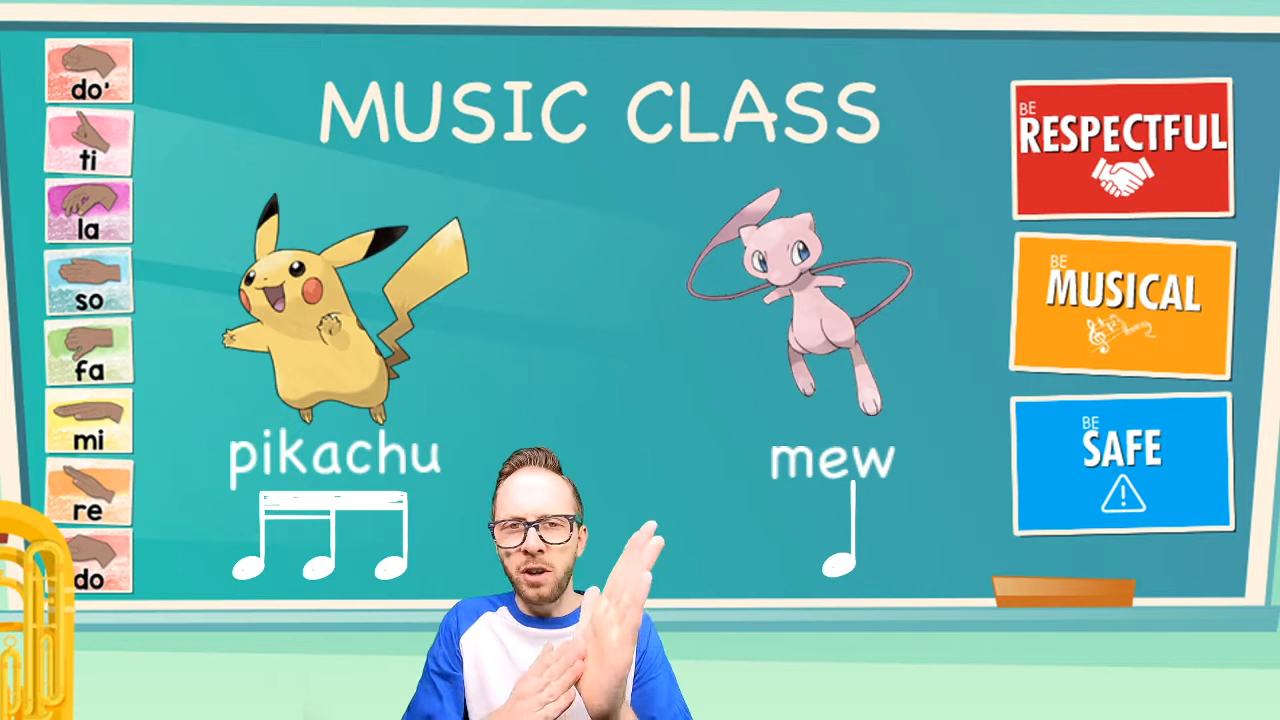 do'
ti
la
so
fa
mi
re
do
MUSIC CLASS
pikachu
mew
BE
RESPECTFUL
BE
MUSICAL
BE
SAFE
!